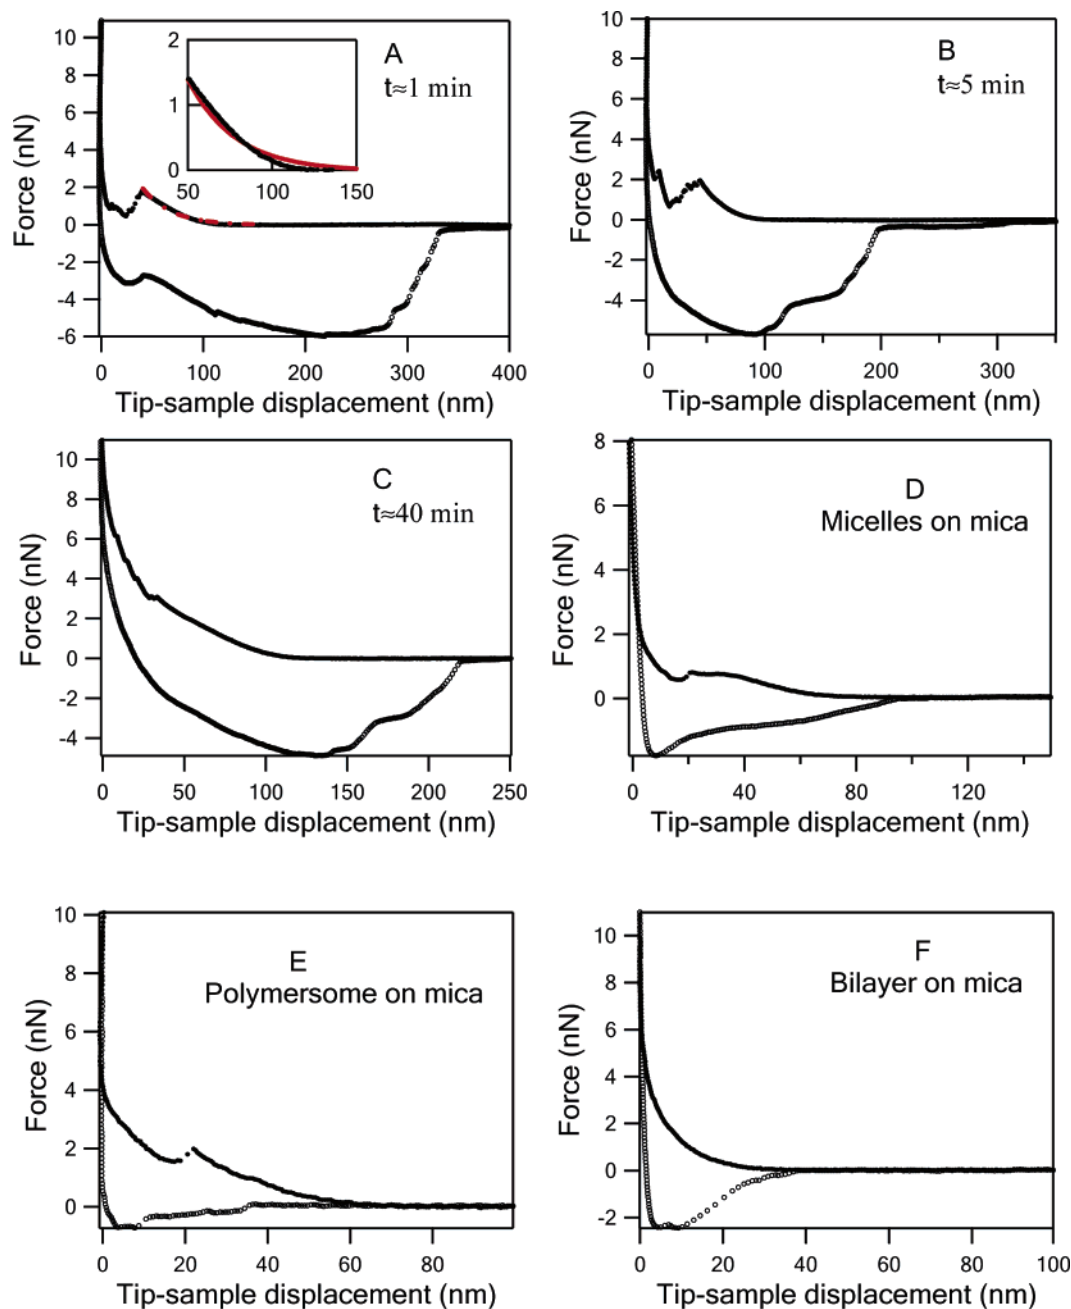 A
t≈1 min
2
1
0
50 100 150
10
8
6
4
2
0
-2
-4
-6
Force (nN)
0 100 200 300 400
Tip-sample displacement (nm)
B
t≈5 min
10
8
6
4
2
0
-2
-4
Force (nN)
0 100 200 300
Tip-sample displacement (nm)
C
t≈40 min
10
8
6
4
2
0
-2
-4
Force (nN)
0 50 100 150 200 250
Tip-sample displacement (nm)
D
Micelles on mica
8
6
4
2
0
Force (nN)
0 40 80 120
Tip-sample displacement (nm)
E
Polymersome on mica
10
8
6
4
2
0
Force (nN)
0 20 40 60 80
Tip-sample displacement (nm)
F
Bilayer on mica
10
8
6
4
2
0
-2
Force (nN)
0 20 40 60 80 100
Tip-sample displacement (nm)